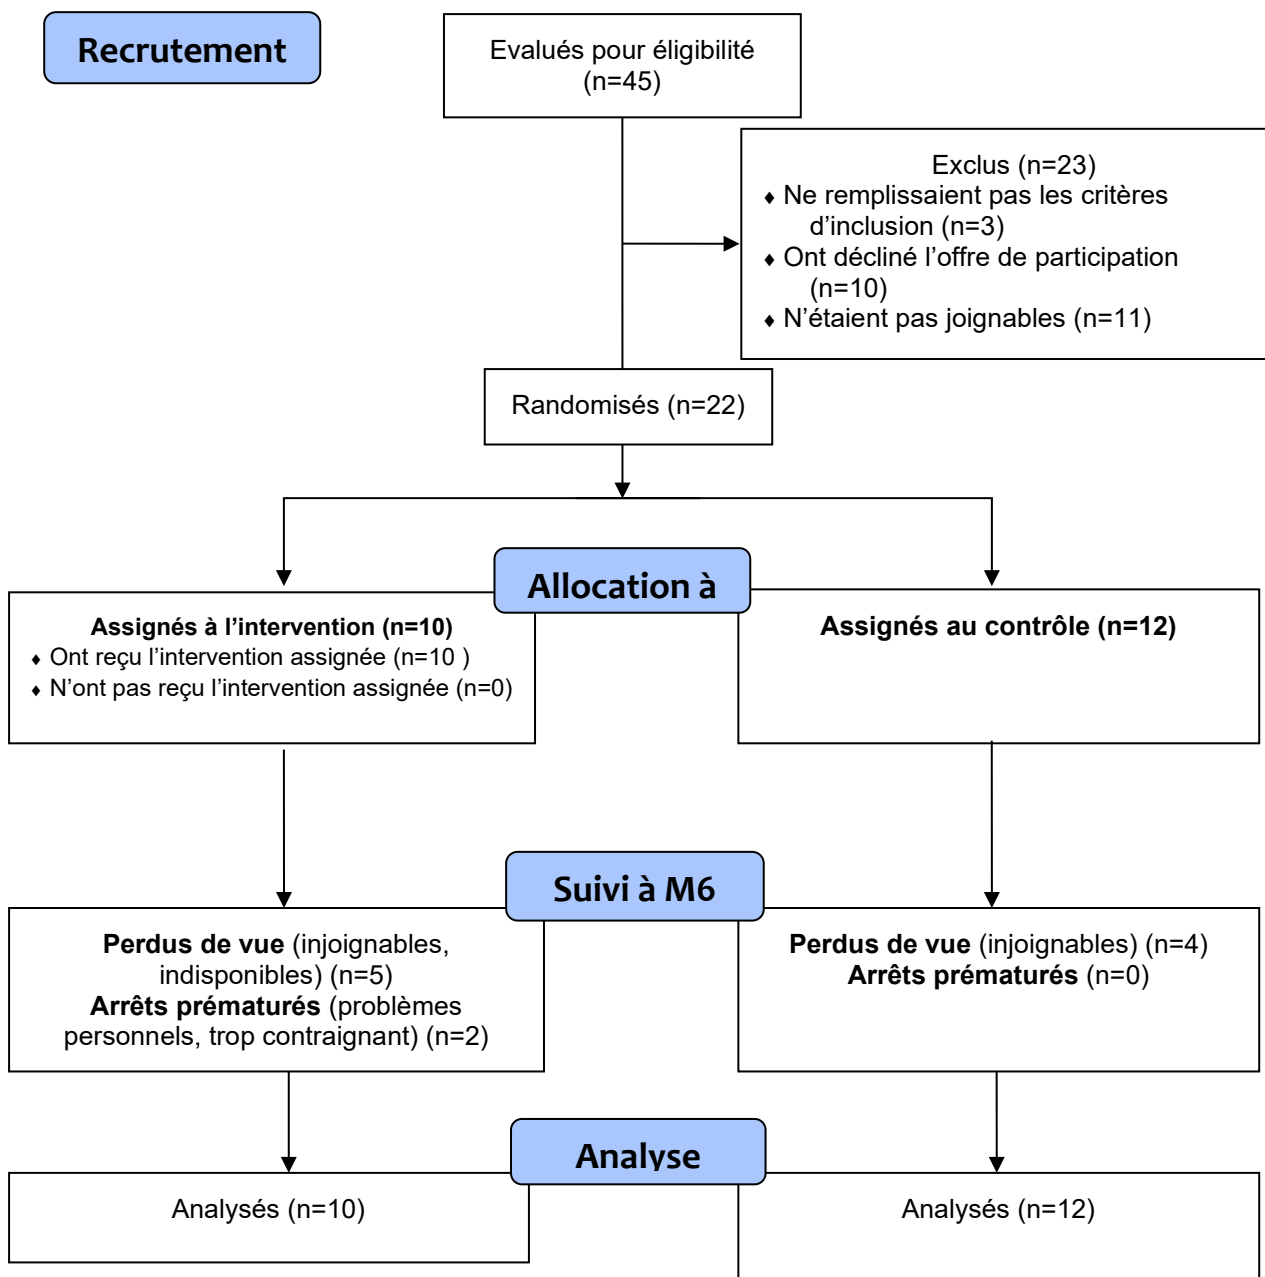 Recrutement
Evalués pour éligibilité
(n=45)
Exclus (n=23)
♦ Ne remplissaient pas les critères
d’inclusion (n=3)
♦ Ont décliné l’offre de participation
(n=10)
♦ N’étaient pas joignables (n=11)
Randomisés (n=22)
Allocation à
Assignés à l’intervention (n=10)
♦ Ont reçu l’intervention assignée (n=10 )
♦ N’ont pas reçu l’intervention assignée (n=0)
Assignés au contrôle (n=12)
Suivi à M6
Perdus de vue (injoignables,
indisponibles) (n=5)
Arrêts prématurés (problèmes
personnels, trop contraignant) (n=2)
Perdus de vue (injoignables) (n=4)
Arrêts prématurés (n=0)
Analyse
Analysés (n=10)
Analysés (n=12)